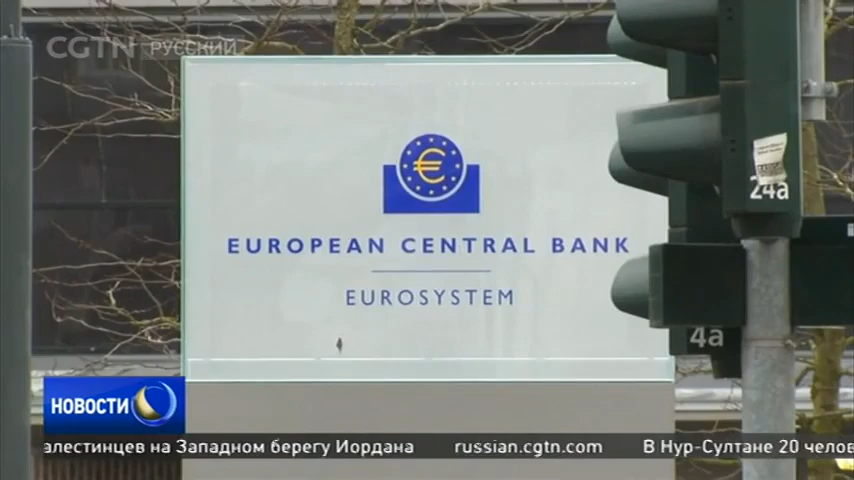 CGTN РУССКИЙ
€
EUROPEAN CENTRAL BANK
EUROSYSTEM
24a
4a
НОВОСТИ
алестинцев на Западном берегу Иордана russian.cgtn.com В Нур-Султане 20 челов